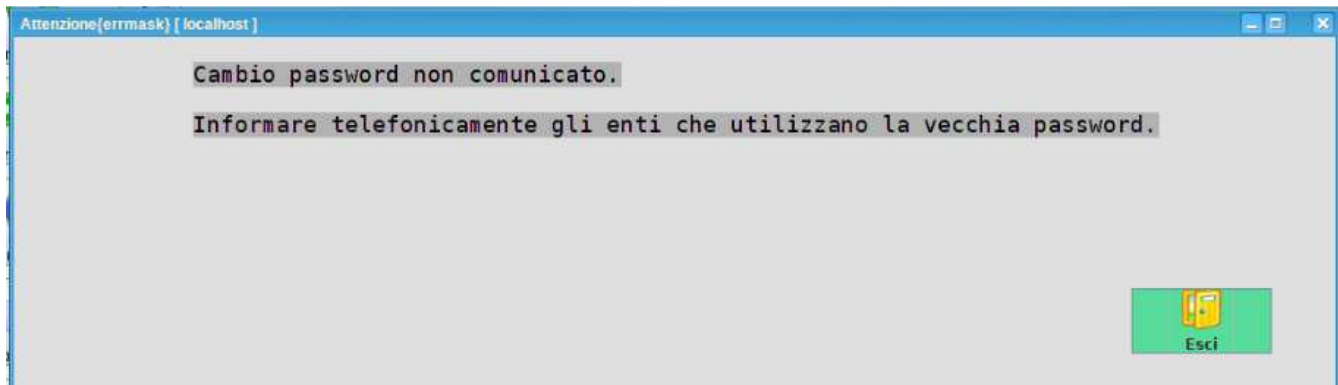 Attenzione{errmask} [ localhost ]
Cambio password non comunicato.
Informare telefonicamente gli enti che utilizzano la vecchia password.
Esci